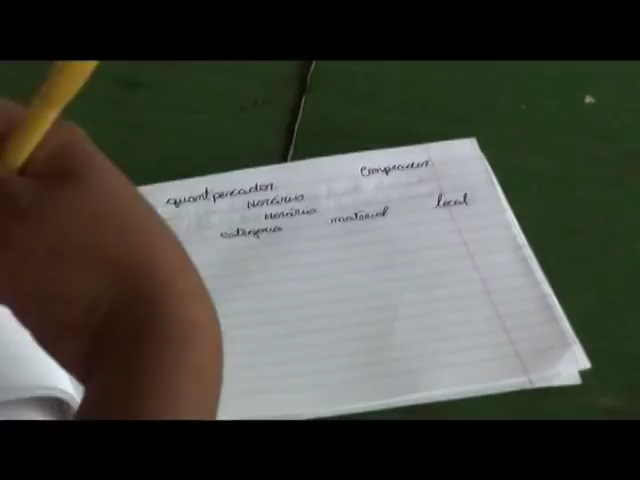 quant pescador Comprador
Horário
Horário
categoria material local